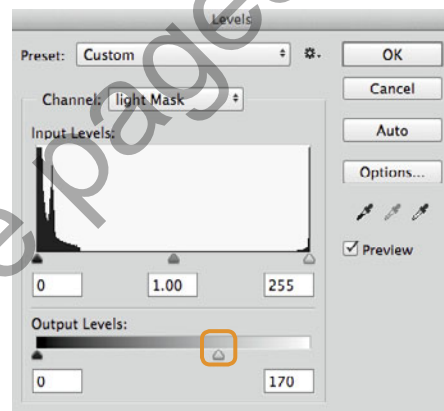 Levels
Preset: Custom
OK
Channel: light Mask
Cancel
Input Levels:
Auto
Options...
Preview
0 1.00 255
Output Levels:
0 170
e pages